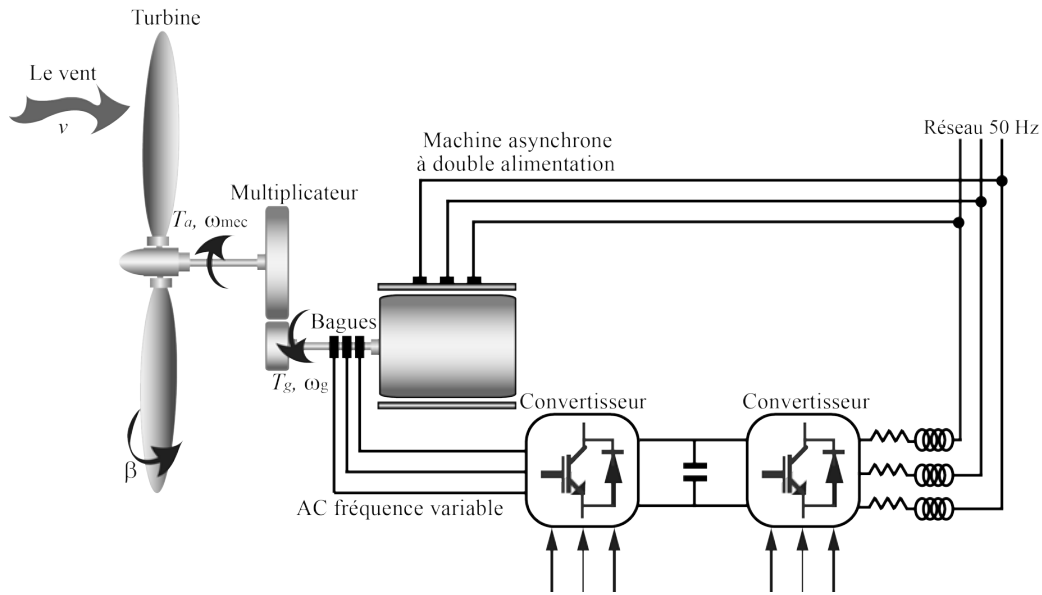 Turbine
Le vent
v
Machine asynchrone
à double alimentation
Réseau 50 Hz
Multiplicateur
Ta, ωmec
Bagues
Tg, ωg
Convertisseur
Convertisseur
β
AC fréquence variable